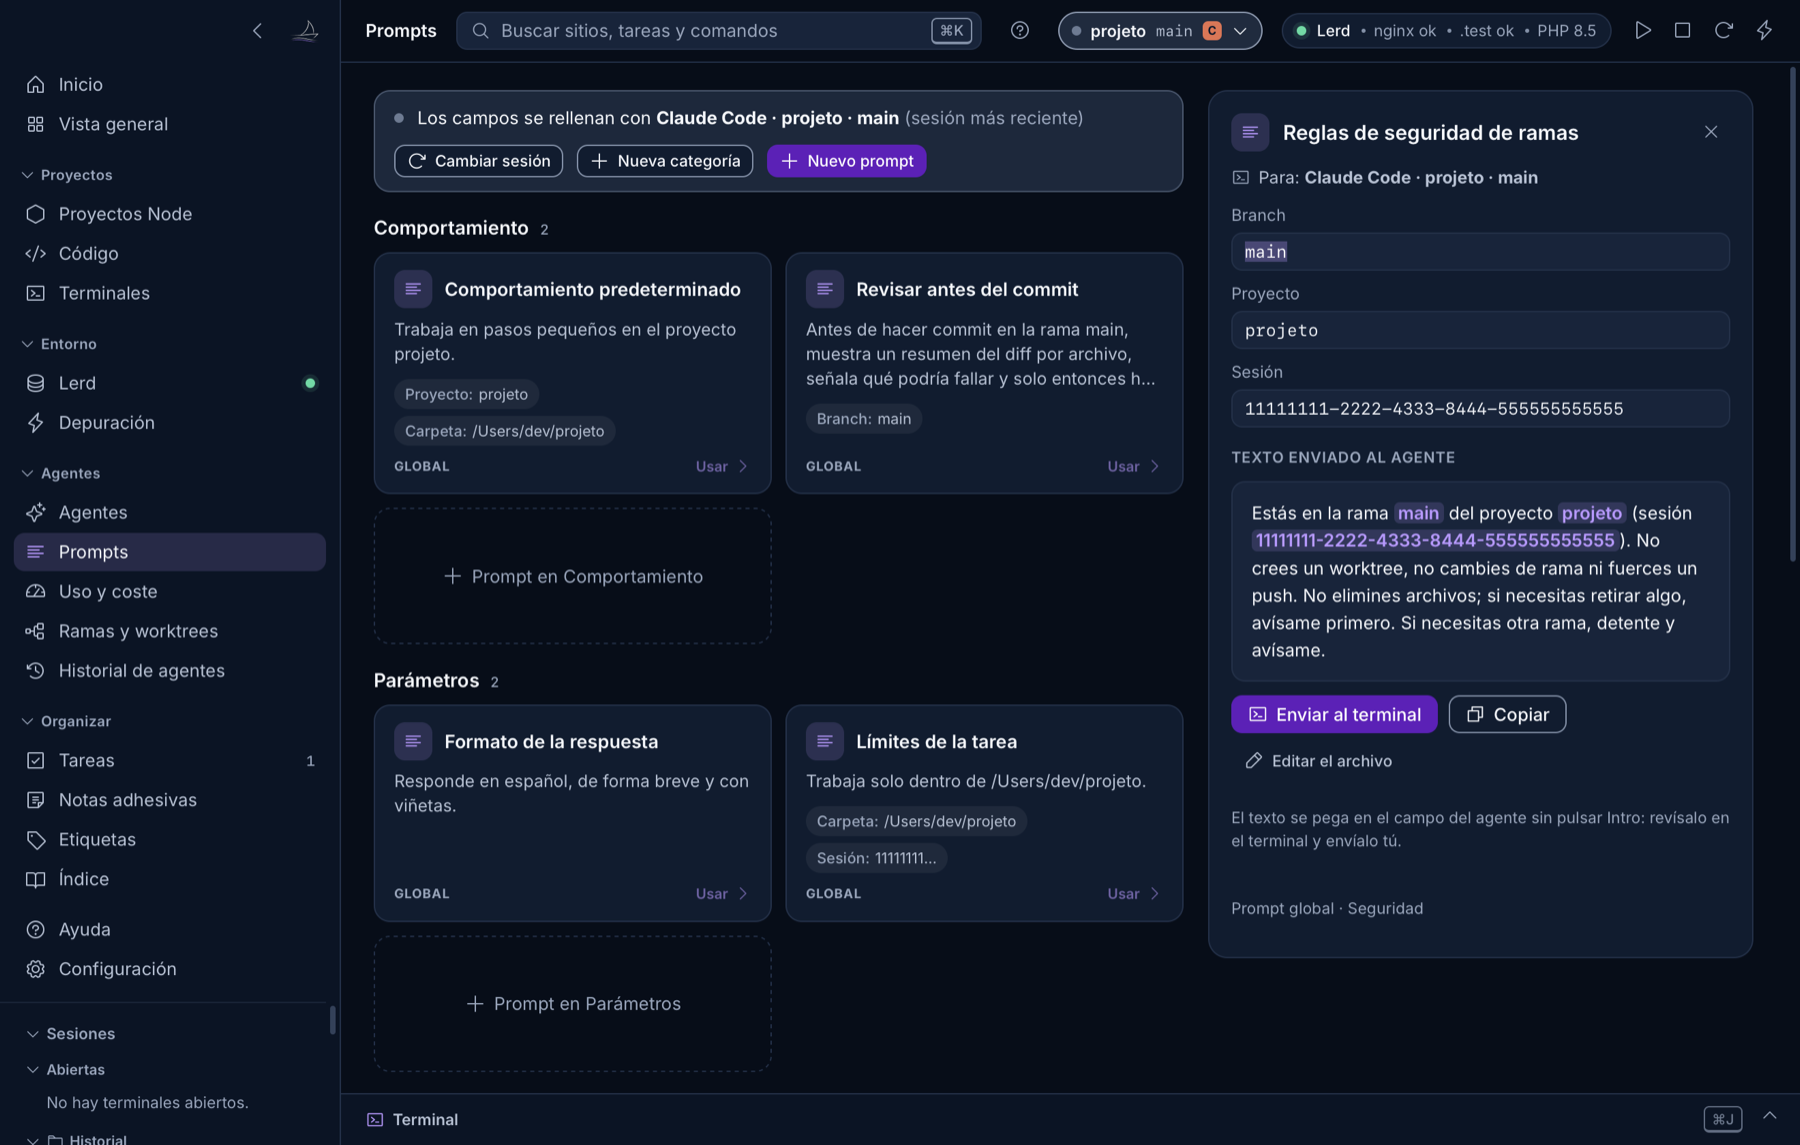 Prompts
Buscar sitios, tareas y comandos
⌘K
projeto main C
Lerd • nginx ok • .test ok • PHP 8.5
Inicio
Vista general
Proyectos
Proyectos Node
Código
Terminales
Entorno
Lerd
Depuración
Agentes
Agentes
Prompts
Uso y coste
Ramas y worktrees
Historial de agentes
Organizar
Tareas 1
Notas adhesivas
Etiquetas
Índice
Ayuda
Configuración
Sesiones
Abiertas
No hay terminales abiertos.
Historial
Los campos se rellenan con Claude Code · projeto · main (sesión más reciente)
Cambiar sesión
Nueva categoría
Nuevo prompt
Comportamiento 2
Comportamiento predeterminado
Trabaja en pasos pequeños en el proyecto
projeto.
Proyecto: projeto
Carpeta: /Users/dev/projeto
GLOBAL
Usar
Revisar antes del commit
Antes de hacer commit en la rama main,
muestra un resumen del diff por archivo,
señala qué podría fallar y solo entonces h...
Branch: main
GLOBAL
Usar
Prompt en Comportamiento
Parámetros 2
Formato de la respuesta
Responde en español, de forma breve y con
viñetas.
GLOBAL
Usar
Límites de la tarea
Trabaja solo dentro de /Users/dev/projeto.
Carpeta: /Users/dev/projeto
Sesión: 11111111...
GLOBAL
Usar
Prompt en Parámetros
Reglas de seguridad de ramas
Para: Claude Code · projeto · main
Branch
main
Proyecto
projeto
Sesión
11111111-2222-4333-8444-555555555555
TEXTO ENVIADO AL AGENTE
Estás en la rama main del proyecto projeto (sesión
11111111-2222-4333-8444-555555555555). No
crees un worktree, no cambies de rama ni fuerces un
push. No elimines archivos; si necesitas retirar algo,
avísame primero. Si necesitas otra rama, detente y
avísame.
Enviar al terminal
Copiar
Editar el archivo
El texto se pega en el campo del agente sin pulsar Intro: revísalo en
el terminal y envíalo tú.
Prompt global · Seguridad
Terminal
⌘J